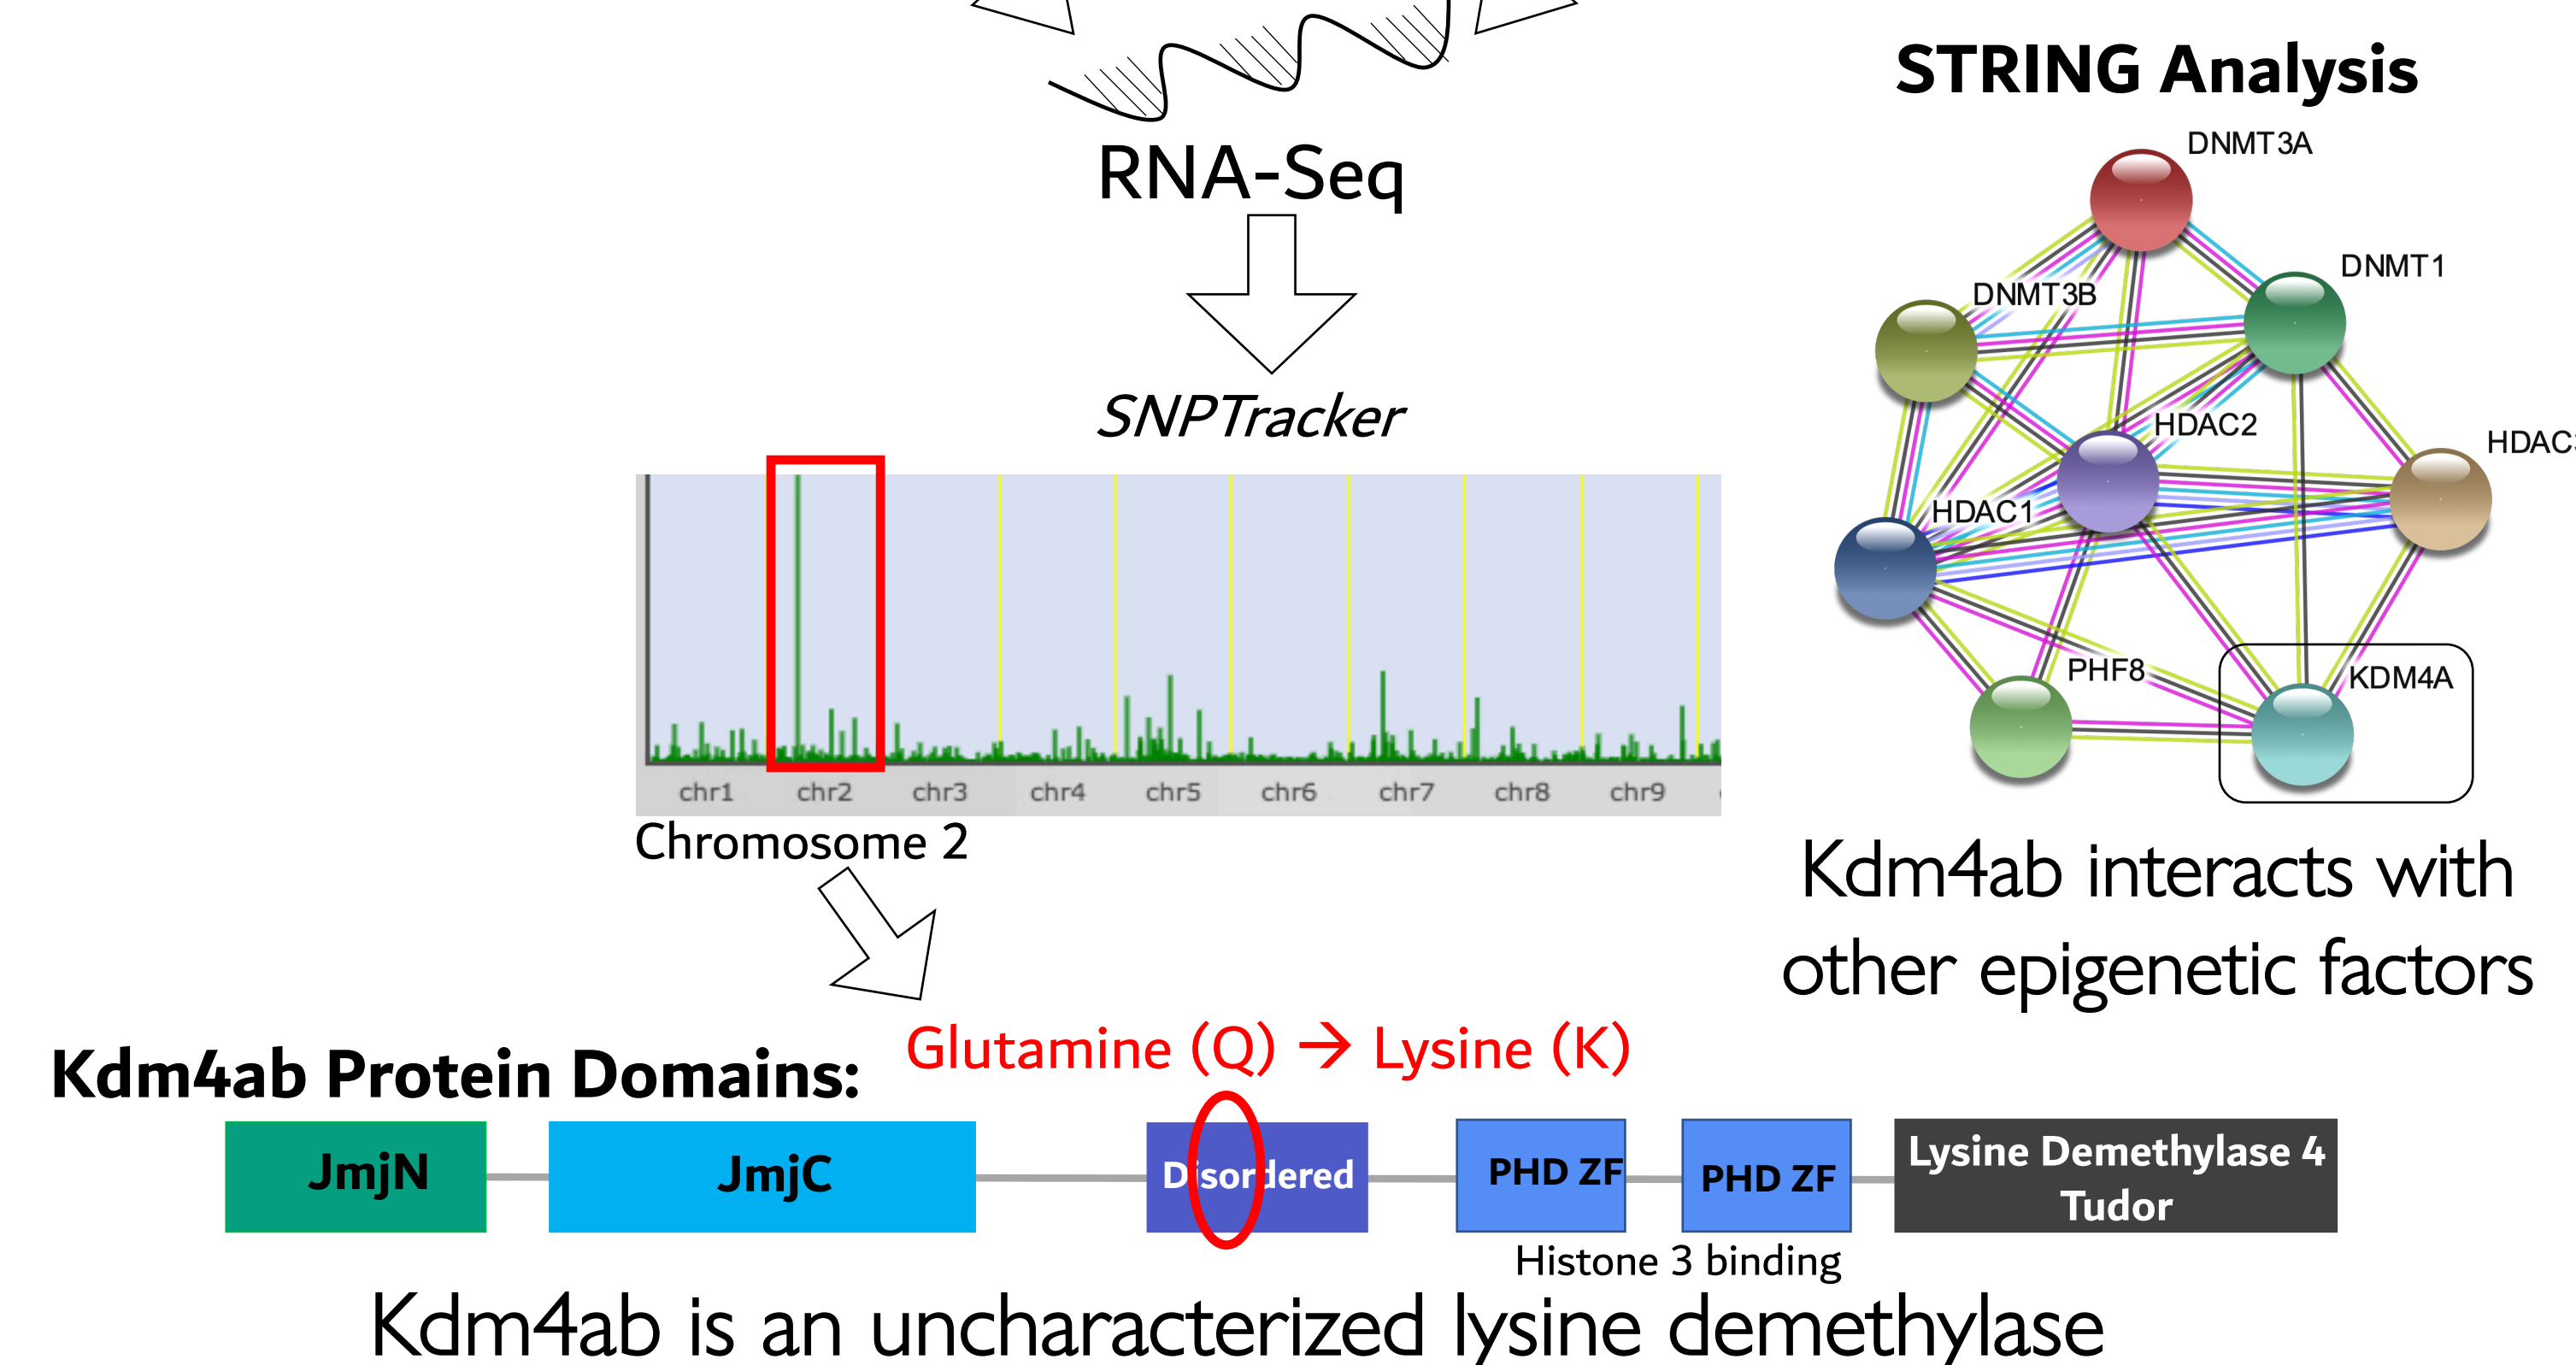 RNA-Seq
SNPTracker
chr1 chr2 chr3 chr4 chr5 chr6 chr7 chr8 chr9
Chromosome 2
STRING Analysis
DNMT3A
DNMT1
DNMT3B
HDAC2
HDAC
HDAC1
PHF8
KDM4A
Kdm4ab interacts with
other epigenetic factors
Glutamine (Q) → Lysine (K)
Kdm4ab Protein Domains:
JmjN
JmjC
Disordered
PHD ZF
PHD ZF
Lysine Demethylase 4
Tudor
Histone 3 binding
Kdm4ab is an uncharacterized lysine demethylase